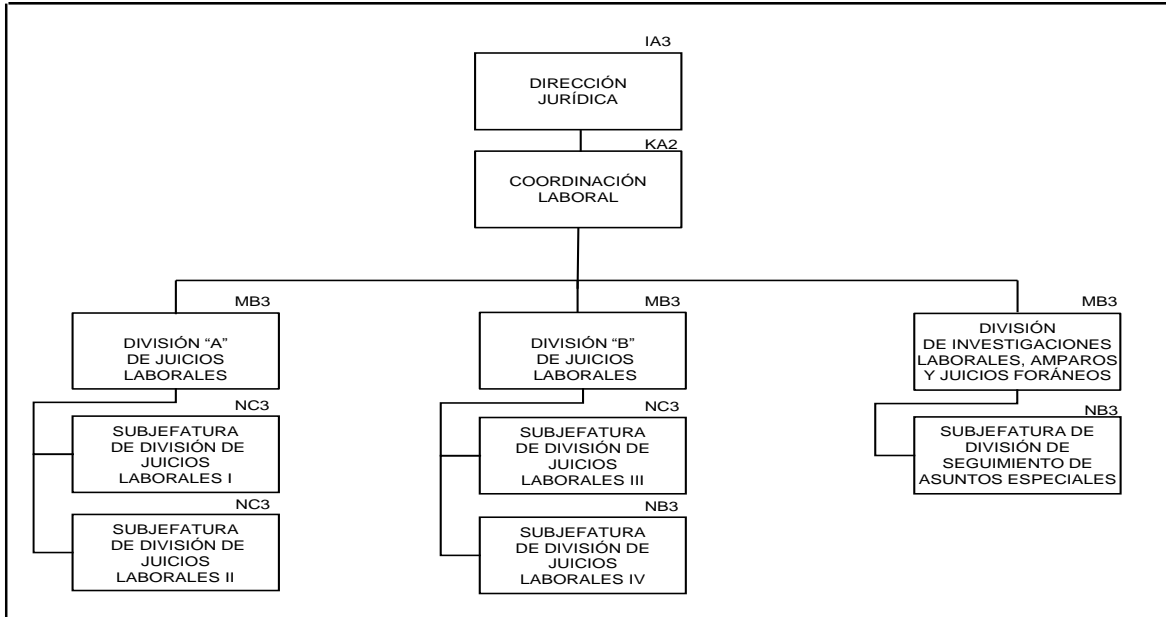 IA3
DIRECCIÓN
JURÍDICA
KA2
COORDINACIÓN
LABORAL
MB3
DIVISIÓN “A”
DE JUICIOS
LABORALES
NC3
SUBJEFATURA
DE DIVISIÓN DE
JUICIOS
LABORALES I
NC3
SUBJEFATURA
DE DIVISIÓN DE
JUICIOS
LABORALES II
MB3
DIVISIÓN “B”
DE JUICIOS
LABORALES
NC3
SUBJEFATURA
DE DIVISIÓN DE
JUICIOS
LABORALES III
NB3
SUBJEFATURA
DE DIVISIÓN DE
JUICIOS
LABORALES IV
MB3
DIVISIÓN
DE INVESTIGACIONES
LABORALES, AMPAROS
Y JUICIOS FORÁNEOS
NB3
SUBJEFATURA DE
DIVISIÓN DE
SEGUIMIENTO DE
ASUNTOS ESPECIALES